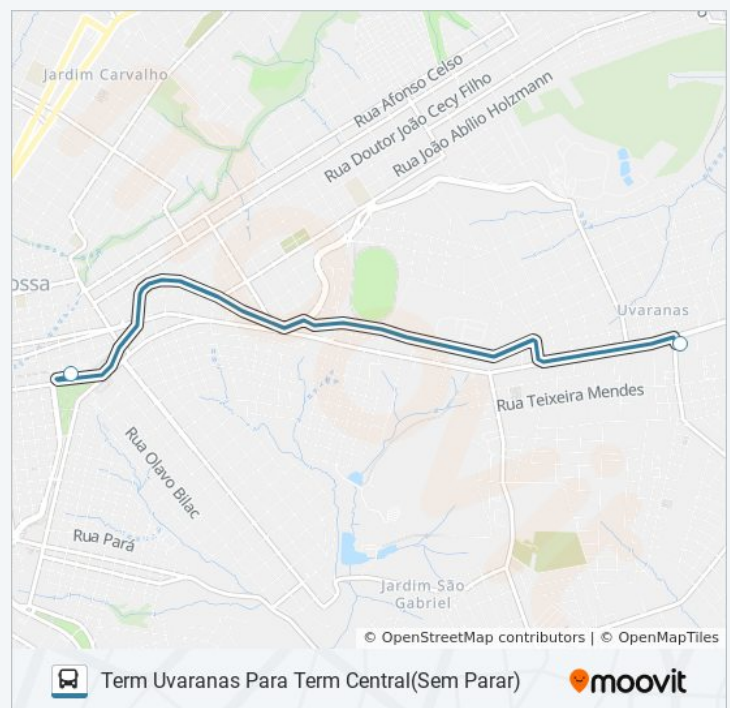 Jardim Carvalho
Rua Afonso Celso
Rua Doutor João Cecy Filho
Rua João Abílio Holzmann
ossa
Uvaranas
Rua Teixeira Mendes
Rua Olavo Bilac
Rua Pará
Jardim São
Gabriel
© OpenStreetMap contributors | © OpenMapTiles
Term Uvaranas Para Term Central(Sem Parar)
moovit